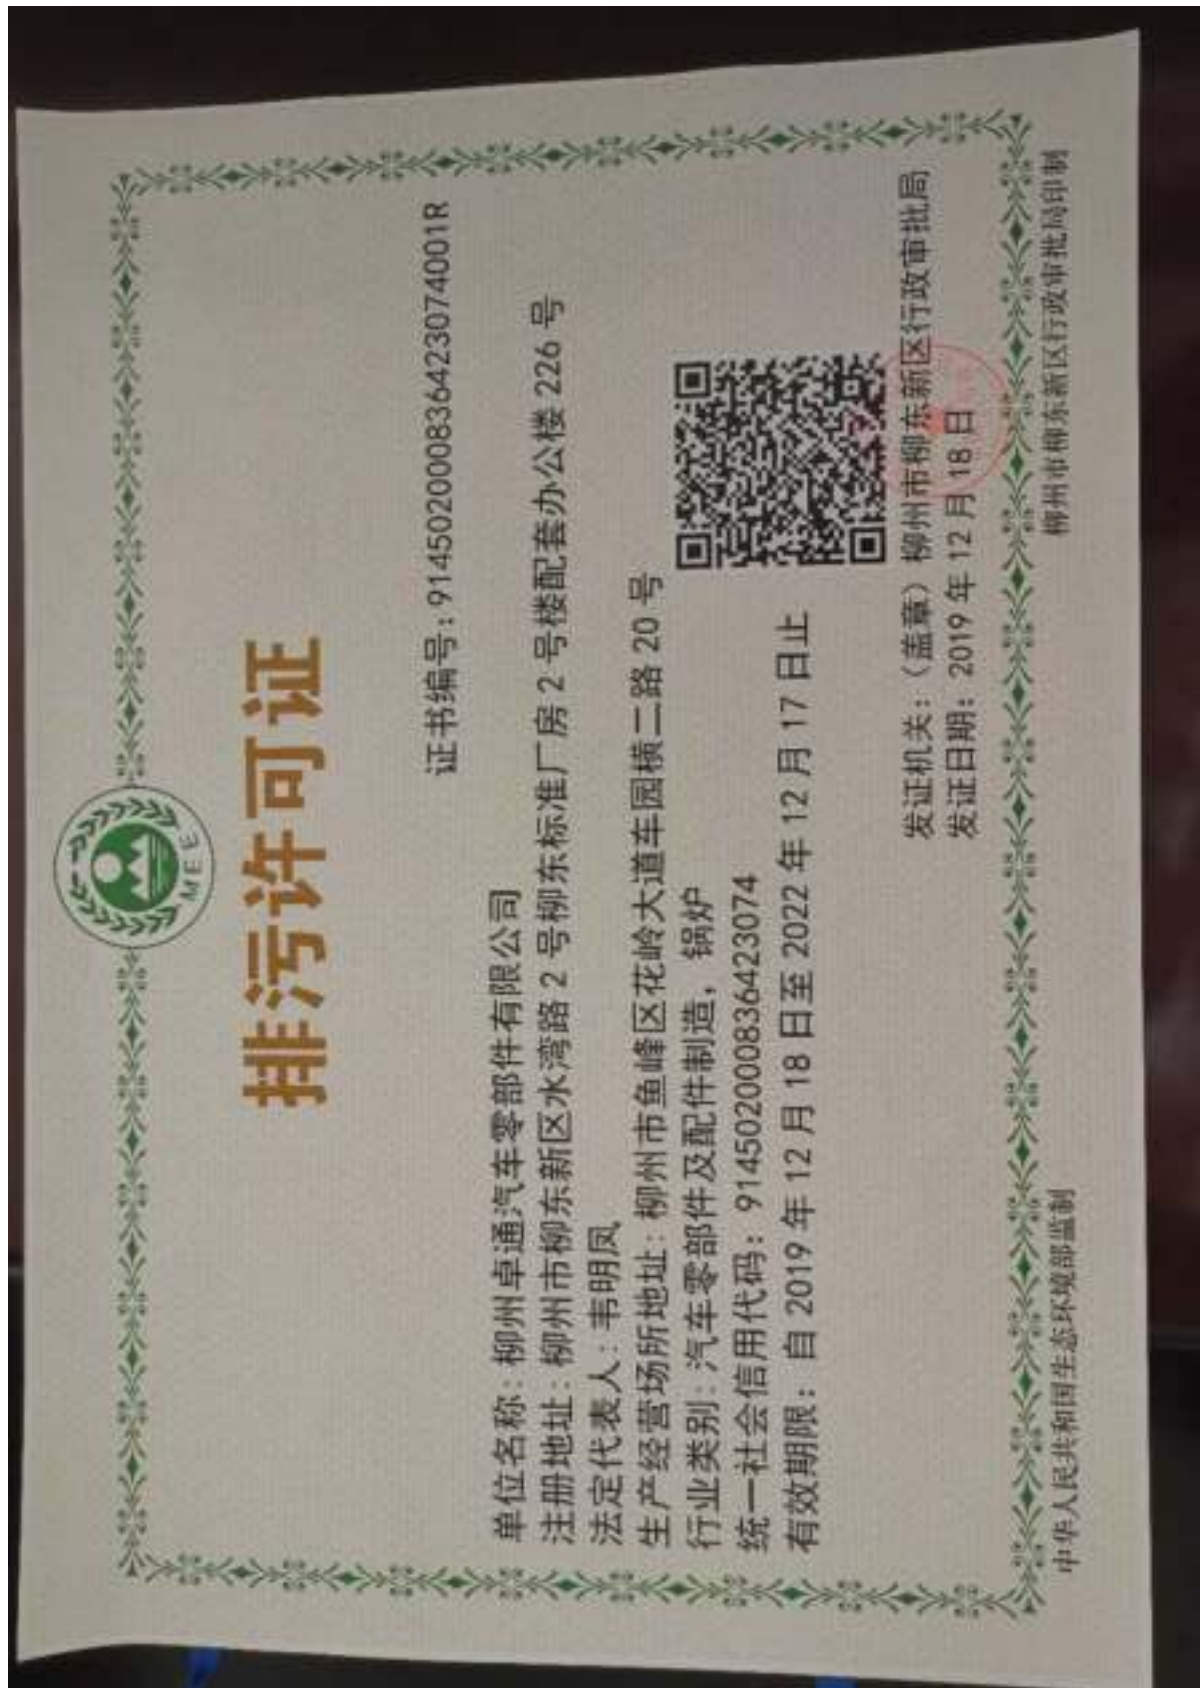 MEE
排污许可证
证书编号:91450200083642307​4001R
单位名称:柳州卓通汽车零部件有限公司
注册地址:柳州市柳东新区水湾路2号柳东标准厂房2号楼配套办公楼226号
法定代表人:韦明凤
生产经营场所地址:柳州市鱼峰区花岭大道车园横二路20号
行业类别:汽车零部件及配件制造,锅炉
统一社会信用代码:914502000836423074
有效期限:自2019年12月18日至2022年12月17日止
发证机关:(盖章)柳州市柳东新区行政审批局
发证日期:2019年12月18日
中华人民共和国生态环境部监制
柳州市柳东新区行政审批局印制